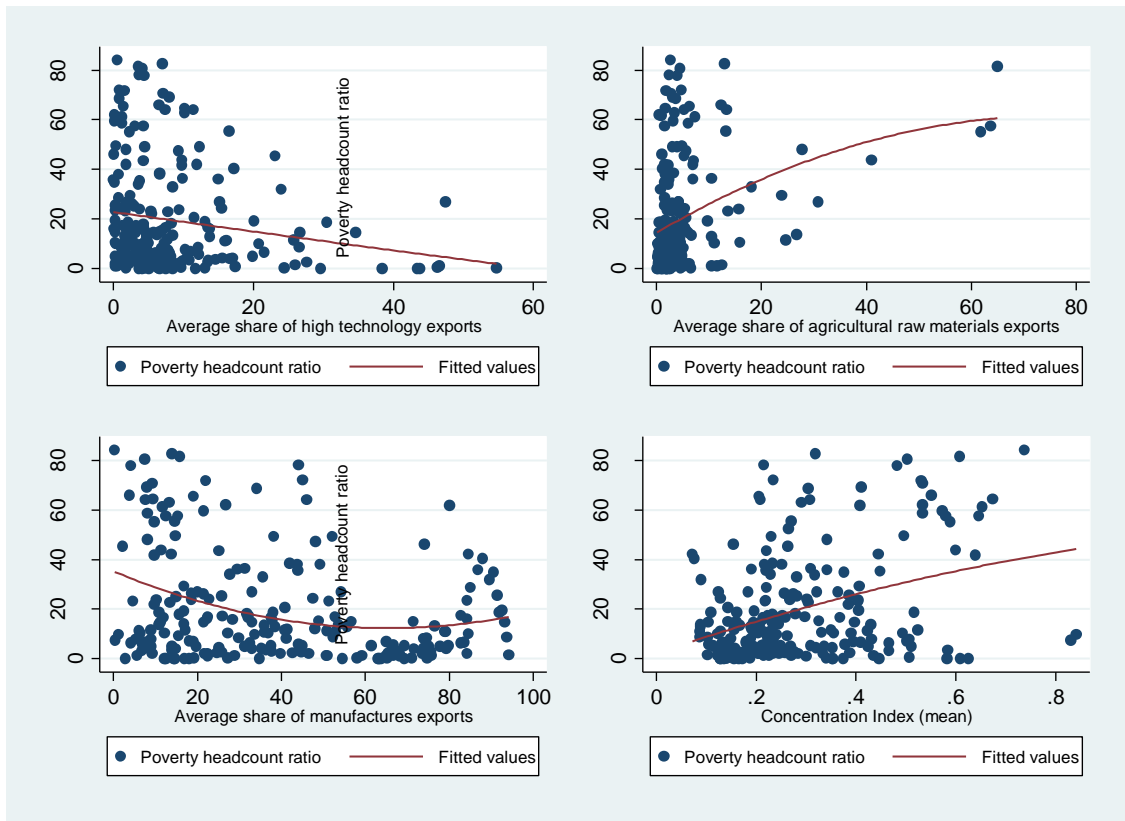 80
60
40
20
0
Poverty headcount ratio
0 20 40 60
Average share of high technology exports
Poverty headcount ratio Fitted values
80
60
40
20
0
0 20 40 60 80
Average share of agricultural raw materials exports
Poverty headcount ratio Fitted values
80
60
40
20
0
Poverty headcount ratio
0 20 40 60 80 100
Average share of manufactures exports
Poverty headcount ratio Fitted values
80
60
40
20
0
0 .2 .4 .6 .8
Concentration Index (mean)
Poverty headcount ratio Fitted values